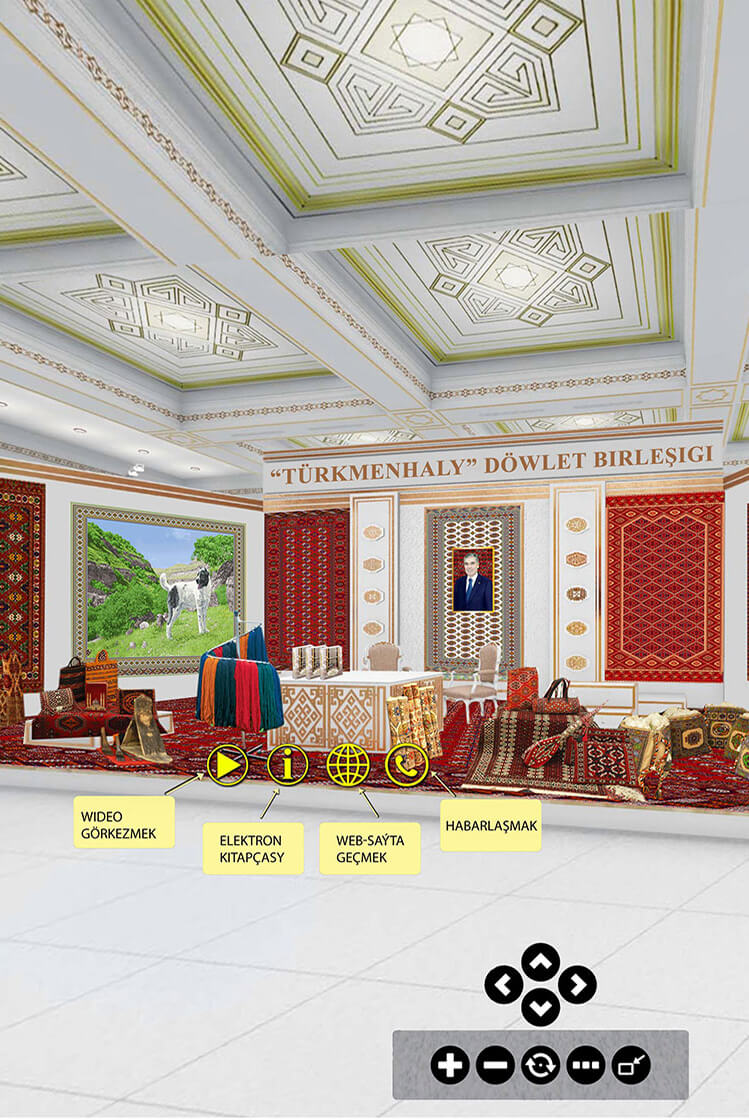 “TÜRKMENHALY” DÖWLET BIRLEŞIGI
WIDEO
GÖRKEZMEK
ELEKTRON
KITAPÇASY
WEB-SAÝTA
GEÇMEK
HABARLAŞMAK